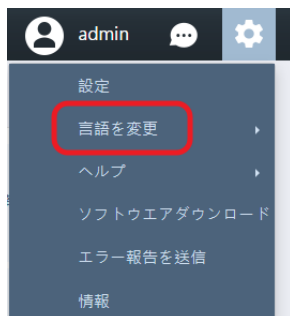 admin
設定
言語を変更
ヘルプ
ソフトウエアダウンロード
エラー報告を送信
情報